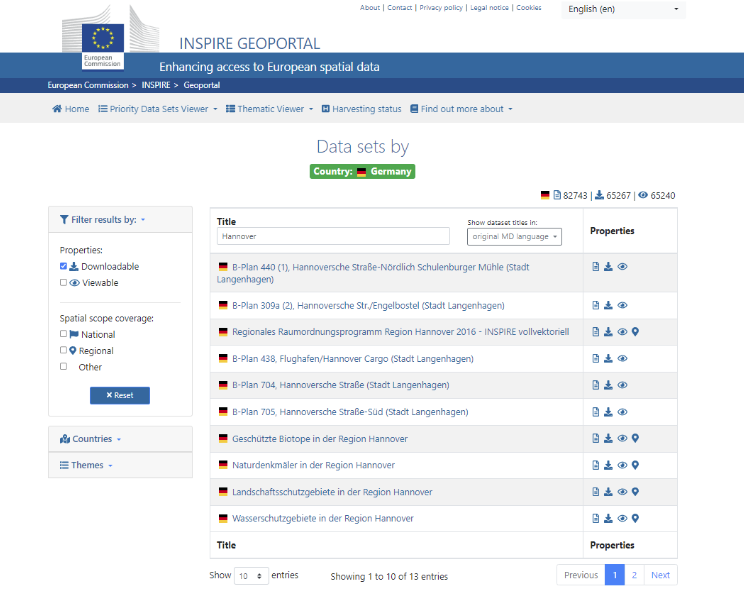 About | Contact | Privacy policy | Legal notice | Cookies
English (en)
European
Commission
INSPIRE GEOPORTAL
Enhancing access to European spatial data
European Commission > INSPIRE > Geoportal
Home Priority Data Sets Viewer Thematic Viewer Harvesting status Find out more about
Data sets by
Country: Germany
82743 | 65267 | 65240
Filter results by:
Properties:
Downloadable
Viewable
Spatial scope coverage:
National
Regional
Other
× Reset
Countries
Themes
Title
Show dataset titles in:
Properties
Hannover
original MD language
B-Plan 440 (1), Hannoversche Straße-Nördlich Schulenburger Mühle (Stadt
Langenhagen)
B-Plan 309a (2), Hannoversche Str./Engelbostel (Stadt Langenhagen)
Regionales Raumordnungsprogramm Region Hannover 2016 - INSPIRE vollvektoriell
B-Plan 438, Flughafen/Hannover Cargo (Stadt Langenhagen)
B-Plan 704, Hannoversche Straße (Stadt Langenhagen)
B-Plan 705, Hannoversche Straße-Süd (Stadt Langenhagen)
Geschützte Biotope in der Region Hannover
Naturdenkmäler in der Region Hannover
Landschaftsschutzgebiete in der Region Hannover
Wasserschutzgebiete in der Region Hannover
Title Properties
Show 10 entries
Showing 1 to 10 of 13 entries
Previous 1 2 Next